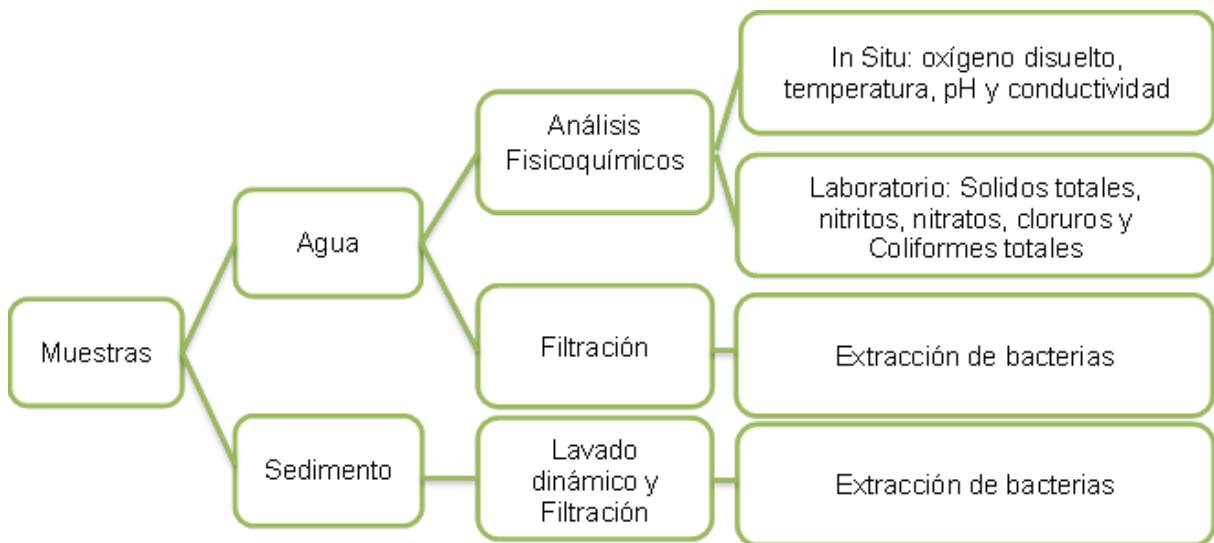 In Situ: oxígeno disuelto,
temperatura, pH y conductividad
Análisis
Fisicoquímicos
Laboratorio: Solidos totales,
nitritos, nitratos, cloruros y
Coliformes totales
Agua
Muestras
Filtración
Extracción de bacterias
Sedimento
Lavado
dinámico y
Filtración
Extracción de bacterias